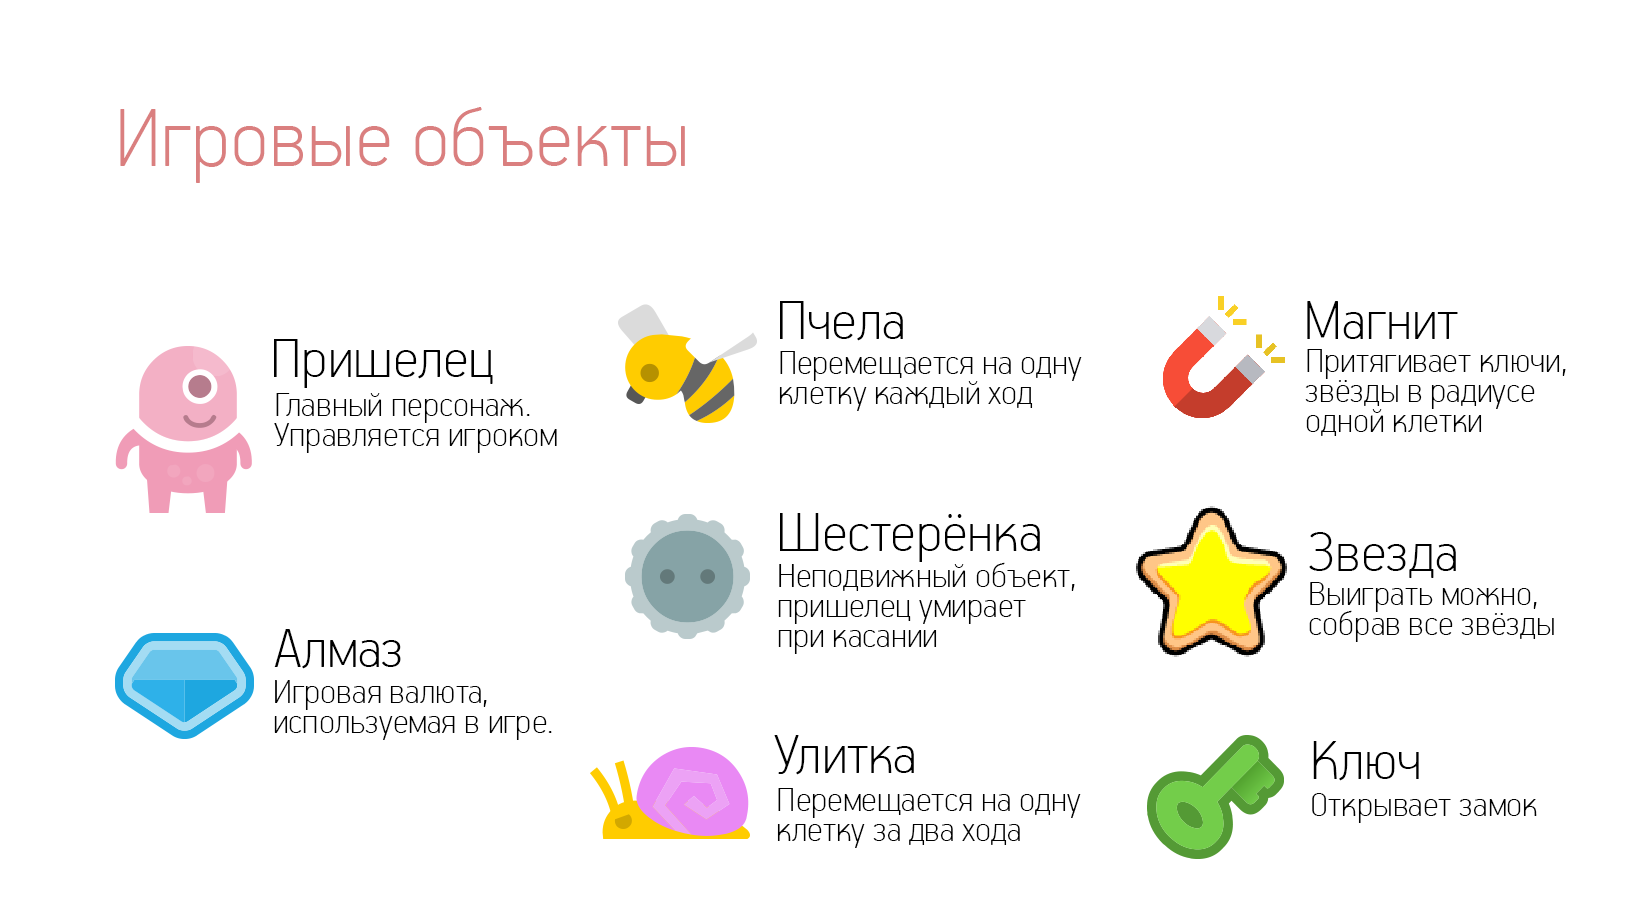 Игровые объекты
Пришелец
Главный персонаж.
Управляется игроком
Алмаз
Игровая валюта,
используемая в игре.
Пчела
Перемещается на одну
клетку каждый ход
Шестерёнка
Неподвижный объект,
пришелец умирает
при касании
Улитка
Перемещается на одну
клетку за два хода
Магнит
Притягивает ключи,
звёзды в радиусе
одной клетки
Звезда
Выиграть можно,
собрав все звёзды
Ключ
Открывает замок